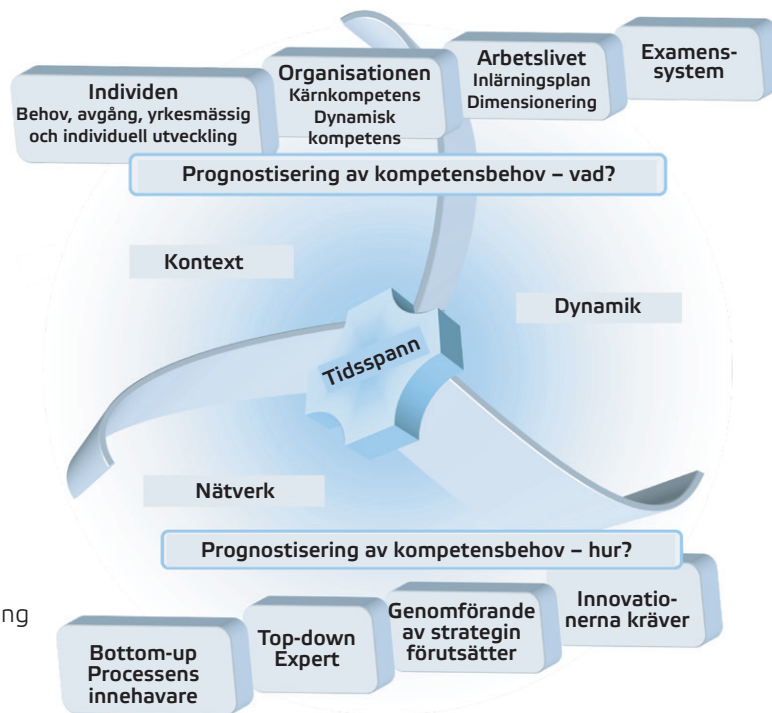 Individen
Behov, avgång, yrkesmässig
och individuell utveckling
Organisationen
Kärnkompetens
Dynamisk
kompetens
Arbetslivet
Inlärningsplan
Dimensionering
Examens-
system
Prognostisering av kompetensbehov – vad?
Kontext
Dynamik
Tidsspann
Nätverk
Prognostisering av kompetensbehov – hur?
ng
Bottom-up
Processens
innehavare
Top-down
Expert
Genomförande
av strategin
förutsätter
Innovatio-
nerna kräver